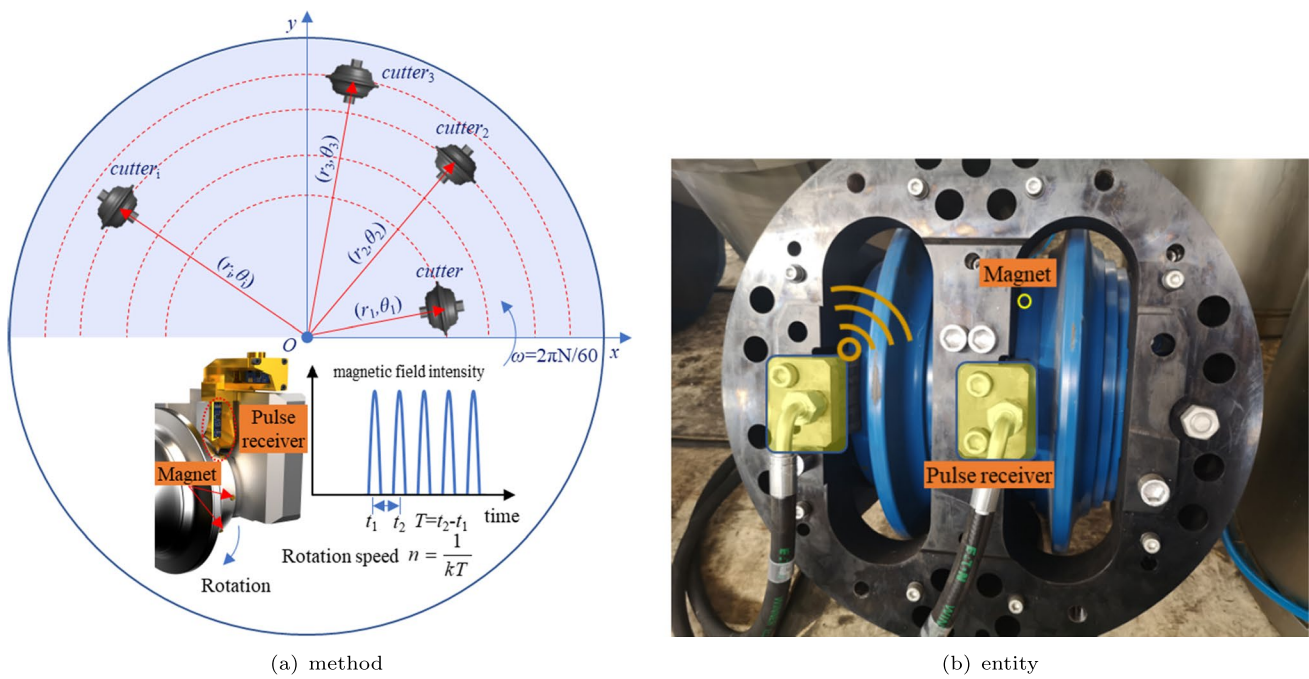 y
cutter₃
cutter₂
cutterᵢ
(r₃,θ₃)
(r₂,θ₂)
(rᵢ,θᵢ)
cutter
(r₁,θ₁)
O
x
ω=2πN/60
magnetic field intensity
Pulse
receiver
Magnet
t₁ t₂ T=t₂-t₁
time
Rotation speed n = 1/kT
Rotation
(a) method
Magnet
Pulse receiver
E.T.N
(b) entity